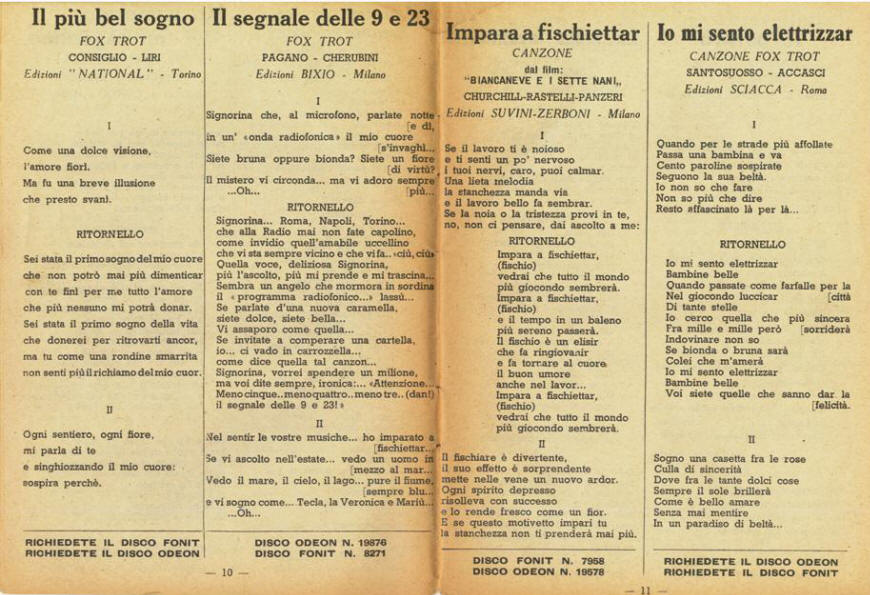 Il più bel sogno
FOX TROT
CONSIGLIO - LIRI
Edizioni "NATIONAL" - Torino
I
Come una dolce visione,
l'amore fiorì.
Ma fu una breve illusione
che presto svanì.
RITORNELLO
Sei stata il primo sogno del mio cuore
che non potrò mai più dimenticar
con te finì per me tutto l'amore
che più nessuno mi potrà donar.
Sei stata il primo sogno della vita
che donerei per ritrovarti ancor,
ma tu come una rondine smarrita
non senti più il richiamo del mio cuor.
II
Ogni sentiero, ogni fiore,
mi parla di te
e singhiozzando il mio cuore:
sospira perchè.
RICHIEDETE IL DISCO FONIT
RICHIEDETE IL DISCO ODEON
Il segnale delle 9 e 23
FOX TROT
PAGANO - CHERUBINI
Edizioni BIXIO - Milano
I
Signorina che, al microfono, parlate notte
[e dì,
in un' «onda radiofonica» il mio cuore
[s'invaghì...
Siete bruna oppure bionda? Siete un fiore
[di virtù?
Il mistero vi circonda... ma vi adoro sempre
...Oh... [più...
RITORNELLO
Signorina... Roma, Napoli, Torino...
che alla Radio mai non fate capolino,
come invidio quell'amabile uccellino
che vi sta sempre vicino e che vi fa.. «ciù, ciù»
Quella voce, deliziosa Signorina,
più l'ascolto, più mi prende e mi trascina...
Sembra un angelo che mormora in sordina
il « programma radiofonico...» lassù...
Se parlate d'una nuova caramella,
siete dolce, siete bella...
Vi assaporo come quella...
Se invitate a comperare una cartella,
io... ci vado in carrozzella...
come dice quella tal canzon...
Signorina, vorrei spendere un milione,
ma voi dite sempre, ironica:... «Attenzione...
Meno cinque.. meno quattro.. meno tre.. (dan!)
il segnale delle 9 e 23!»
II
Nel sentir le vostre musiche... ho imparato a
[fischiettar...
Se vi ascolto nell'estate... vedo un uomo in
[mezzo al mar...
Vedo il mare, il cielo, il lago... pure il fiume,
[sempre blu...
e vi sogno come... Tecla, la Veronica e Mariù...
...Oh...
DISCO ODEON N. 19876
DISCO FONIT N. 8271
— 10 —
Impara a fischiettar
CANZONE
dal film:
"BIANCANEVE E I SETTE NANI„
CHURCHILL-RASTELLI-PANZERI
Edizioni SUVINI-ZERBONI - Milano
I
Se il lavoro ti è noioso
e ti senti un po' nervoso
i tuoi nervi, caro, puoi calmar.
Una lieta melodia
la stanchezza manda via
e il lavoro bello fa sembrar.
Se la noia o la tristezza provi in te,
no, non ci pensare, dai ascolto a me:
RITORNELLO
Impara a fischiettar,
(fischio)
vedrai che tutto il mondo
più giocondo sembrerà.
Impara a fischiettar,
(fischio)
e il tempo in un baleno
più sereno passerà.
Il fischio è un elisir
che fa ringiovanir
e fa tornare al cuore
il buon umore
anche nel lavor...
Impara a fischiettar,
(fischio)
vedrai che tutto il mondo
più giocondo sembrerà.
II
Il fischiare è divertente,
il suo effetto è sorprendente
mette nelle vene un nuovo ardor.
Ogni spirito depresso
risolleva con successo
e lo rende fresco come un fior.
E se questo motivetto impari tu
la stanchezza non ti prenderà mai più.
DISCO FONIT N. 7958
DISCO ODEON N. 19578
Io mi sento elettrizzar
CANZONE FOX TROT
SANTOSUOSSO - ACCASCI
Edizioni SCIACCA - Roma
I
Quando per le strade più affollate
Passa una bambina e va
Cento paroline sospirate
Seguono la sua beltà.
Io non so che fare
Non so più che dire
Resto affascinato là per là...
RITORNELLO
Io mi sento elettrizzar
Bambine belle
Quando passate come farfalle per la
Nel giocondo luccicar [città
Di tante stelle
Io cerco quella che più sincera
Fra mille e mille però [sorriderà
Indovinare non so
Se bionda o bruna sarà
Colei che m'amerà
Io mi sento elettrizzar
Bambine belle
Voi siete quelle che sanno dar la
[felicità.
II
Sogno una casetta fra le rose
Culla di sincerità
Dove fra le tante dolci cose
Sempre il sole brillerà
Come è bello amare
Senza mai mentire
In un paradiso di beltà...
RICHIEDETE IL DISCO ODEON
RICHIEDETE IL DISCO FONIT
— 11 —